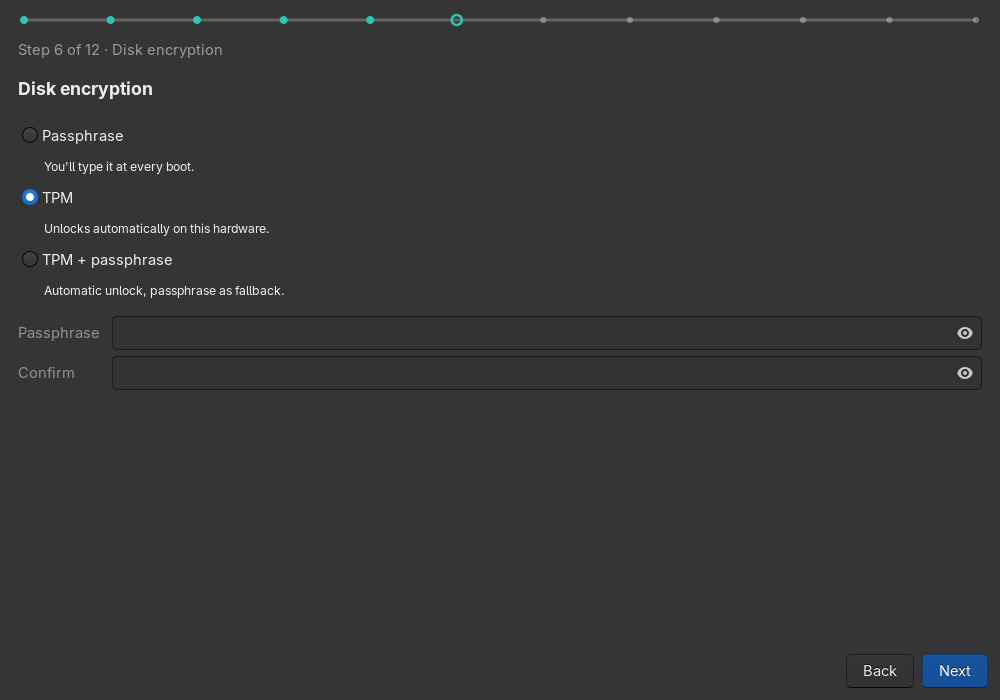 Step 6 of 12 · Disk encryption
Disk encryption
Passphrase
You'll type it at every boot.
TPM
Unlocks automatically on this hardware.
TPM + passphrase
Automatic unlock, passphrase as fallback.
Passphrase
Confirm
Back Next